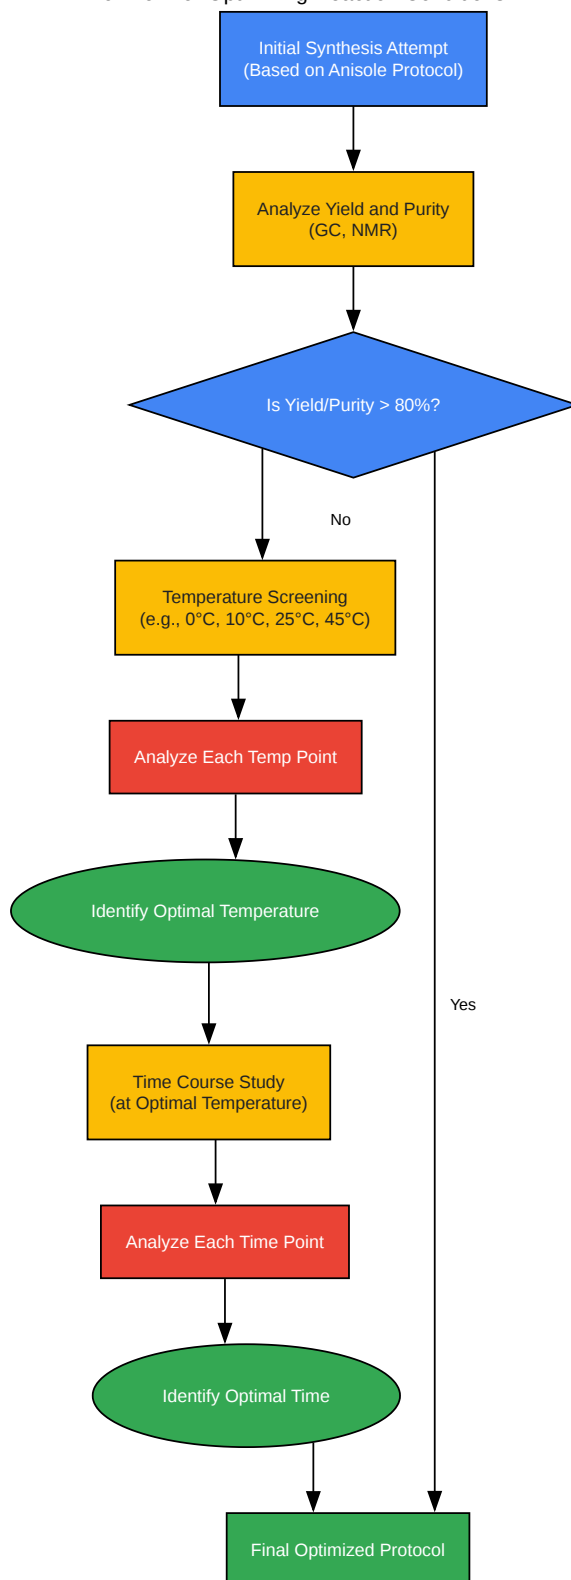 Initial Synthesis Attempt
(Based on Anisole Protocol)
Analyze Yield and Purity
(GC, NMR)
Is Yield/Purity > 80%?
No
Temperature Screening
(e.g., 0°C, 10°C, 25°C, 45°C)
Analyze Each Temp Point
Identify Optimal Temperature
Yes
Time Course Study
(at Optimal Temperature)
Analyze Each Time Point
Identify Optimal Time
Final Optimized Protocol